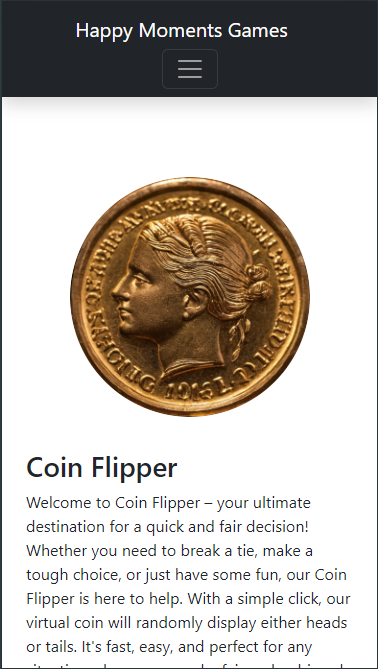 Happy Moments Games
Coin Flipper
Welcome to Coin Flipper – your ultimate
destination for a quick and fair decision!
Whether you need to break a tie, make a
tough choice, or just have some fun, our Coin
Flipper is here to help. With a simple click, our
virtual coin will randomly display either heads
or tails. It's fast, easy, and perfect for any